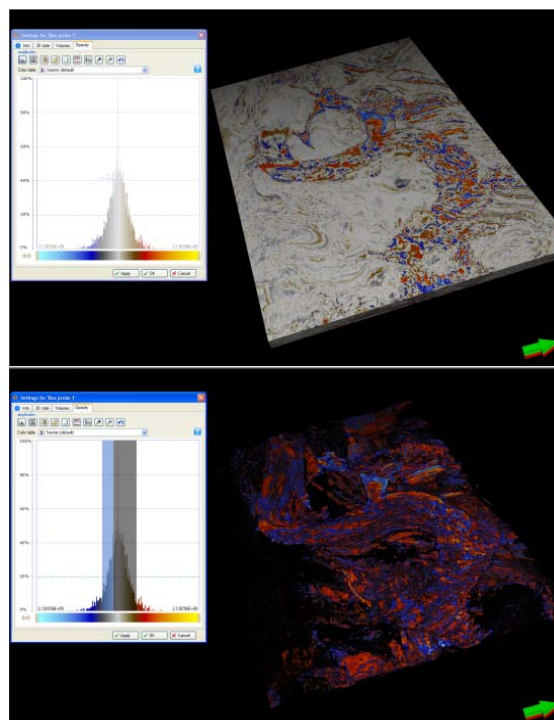 Settings for 'Box probe 1'
Info 3D style Volumes Opacity
amplitudes
Color table Seismic (default)
100%
80%
60%
40%
20%
0%
Apply OK Cancel
Settings for 'Box probe 1'
Info 3D style Volumes Opacity
amplitudes
Color table Seismic (default)
100%
80%
60%
40%
20%
0%
Apply OK Cancel